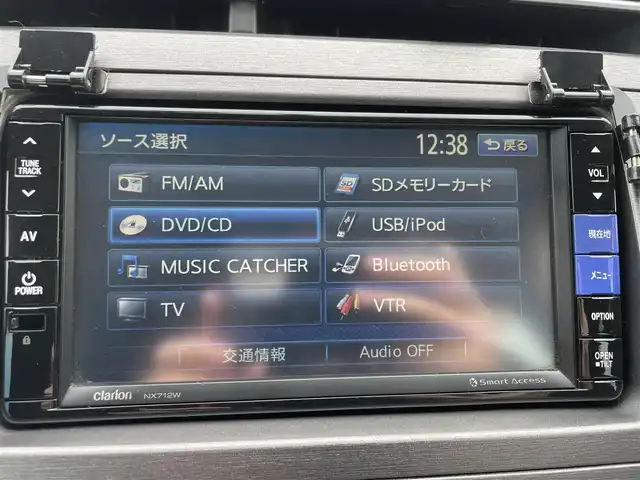 ソース選択
12:38
戻る
FM/AM
SDメモリーカード
DVD/CD
USB/iPod
MUSIC CATCHER
Bluetooth
TV
VTR
交通情報
Audio OFF
TUNE
TRACK
AV
POWER
VOL
現在地
メニュー
OPTION
OPEN
TILT
clarion
NX712W
Smart Access